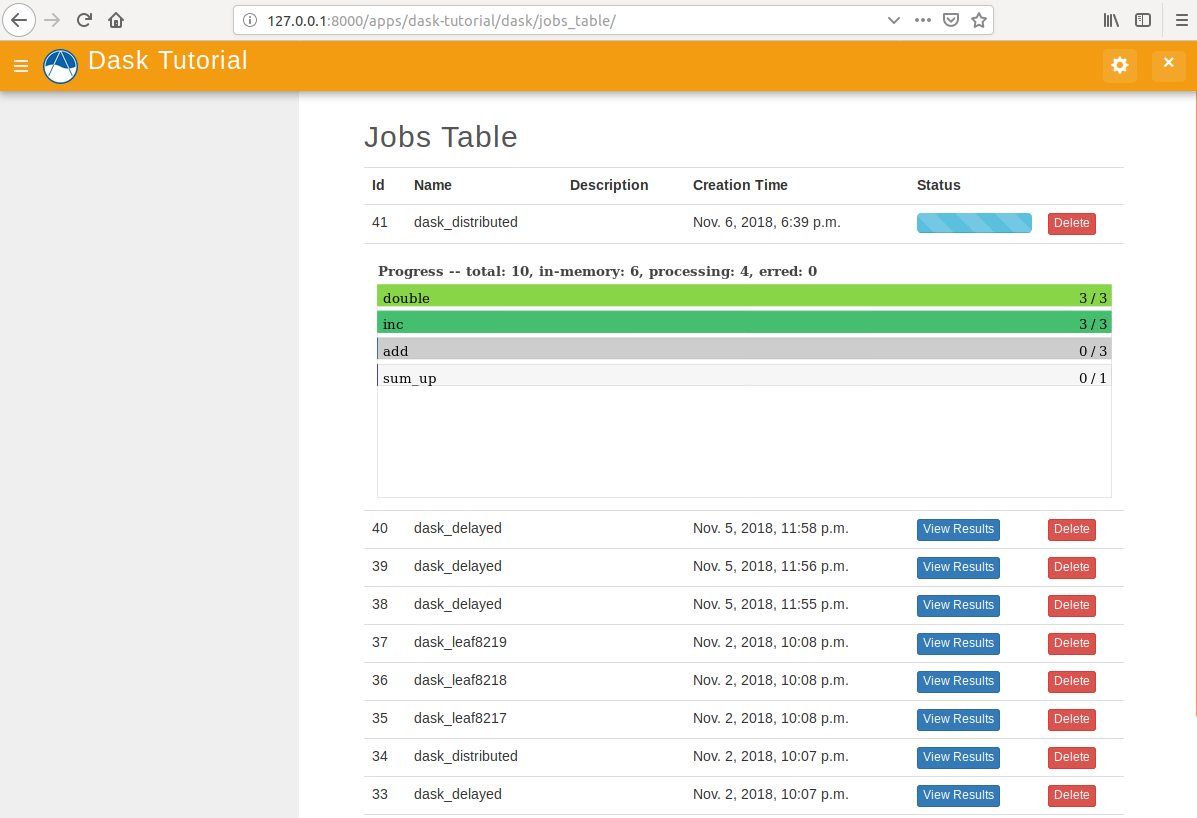 127.0.0.1:8000/apps/dask-tutorial/dask/jobs_table/
Dask Tutorial
Jobs Table
Id Name Description Creation Time Status
41 dask_distributed Nov. 6, 2018, 6:39 p.m. Delete
Progress -- total: 10, in-memory: 6, processing: 4, erred: 0
double 3 / 3
inc 3 / 3
add 0 / 3
sum_up 0 / 1
40 dask_delayed Nov. 5, 2018, 11:58 p.m. View Results Delete
39 dask_delayed Nov. 5, 2018, 11:56 p.m. View Results Delete
38 dask_delayed Nov. 5, 2018, 11:55 p.m. View Results Delete
37 dask_leaf8219 Nov. 2, 2018, 10:08 p.m. View Results Delete
36 dask_leaf8218 Nov. 2, 2018, 10:08 p.m. View Results Delete
35 dask_leaf8217 Nov. 2, 2018, 10:08 p.m. View Results Delete
34 dask_distributed Nov. 2, 2018, 10:07 p.m. View Results Delete
33 dask_delayed Nov. 2, 2018, 10:07 p.m. View Results Delete